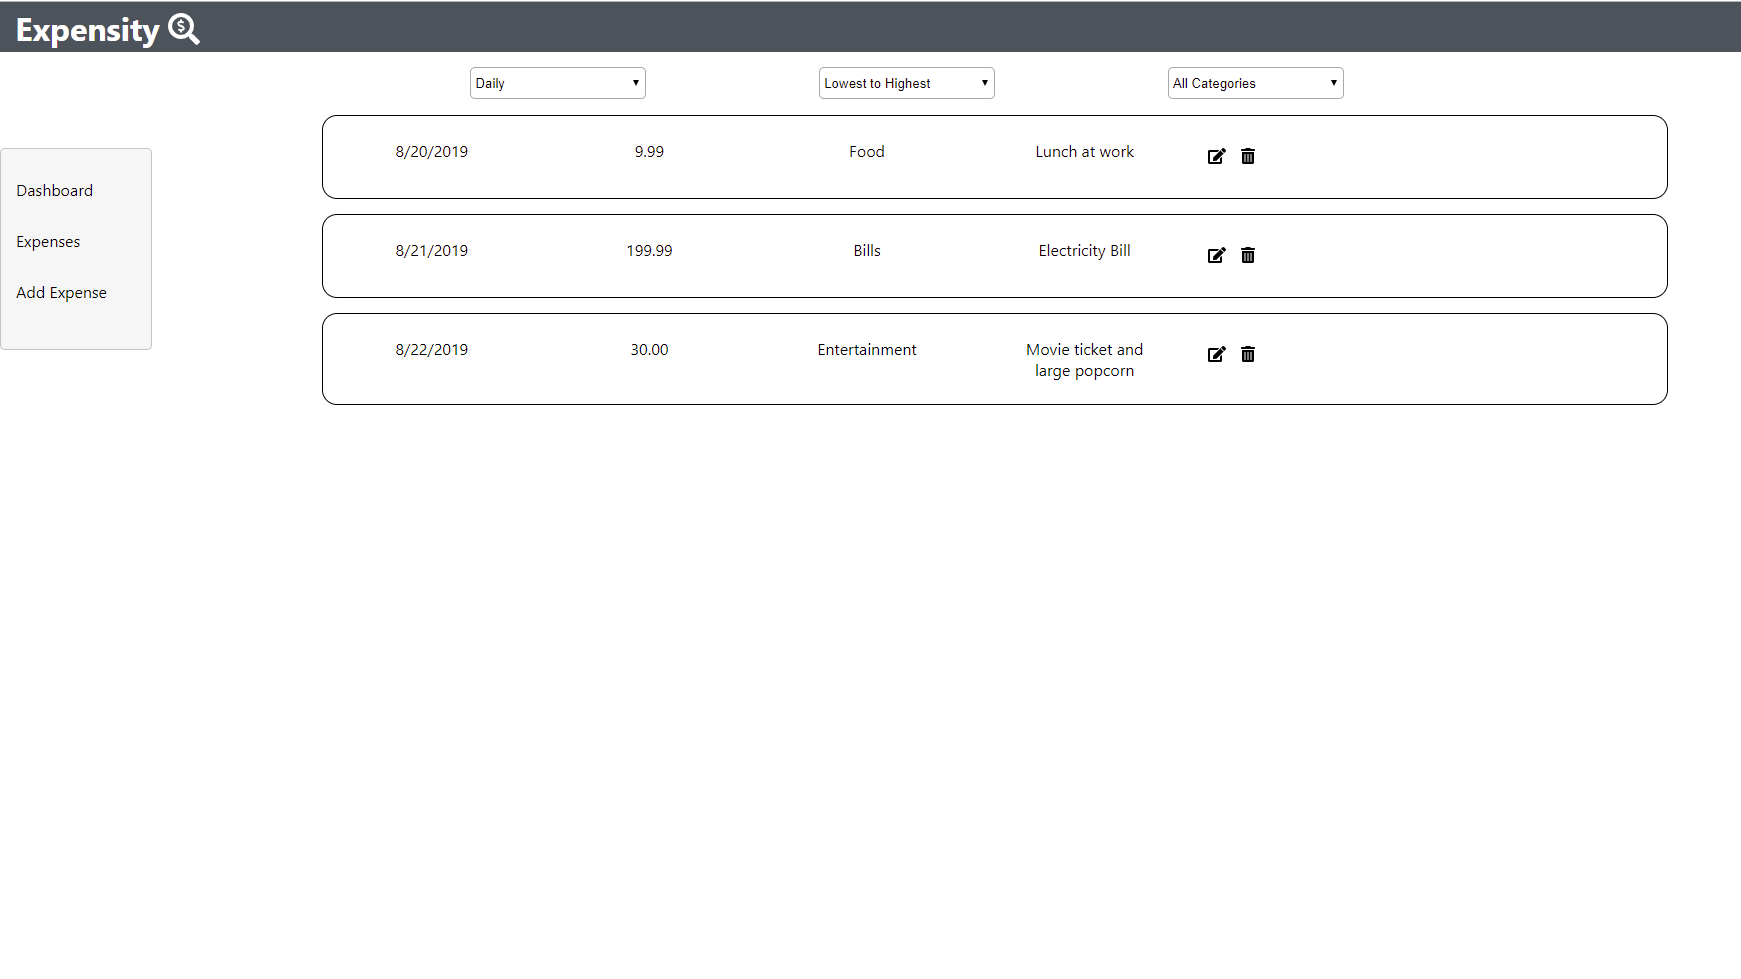 Expensity
Daily
Lowest to Highest
All Categories
Dashboard
Expenses
Add Expense
8/20/2019 9.99 Food Lunch at work
8/21/2019 199.99 Bills Electricity Bill
8/22/2019 30.00 Entertainment Movie ticket and
large popcorn